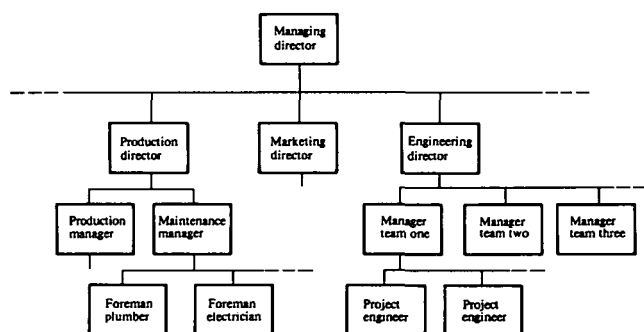 Managing
director
Production
director
Marketing
director
Engineering
director
Production
manager
Maintenance
manager
Manager
team one
Manager
team two
Manager
team three
Foreman
plumber
Foreman
electrician
Project
engineer
Project
engineer